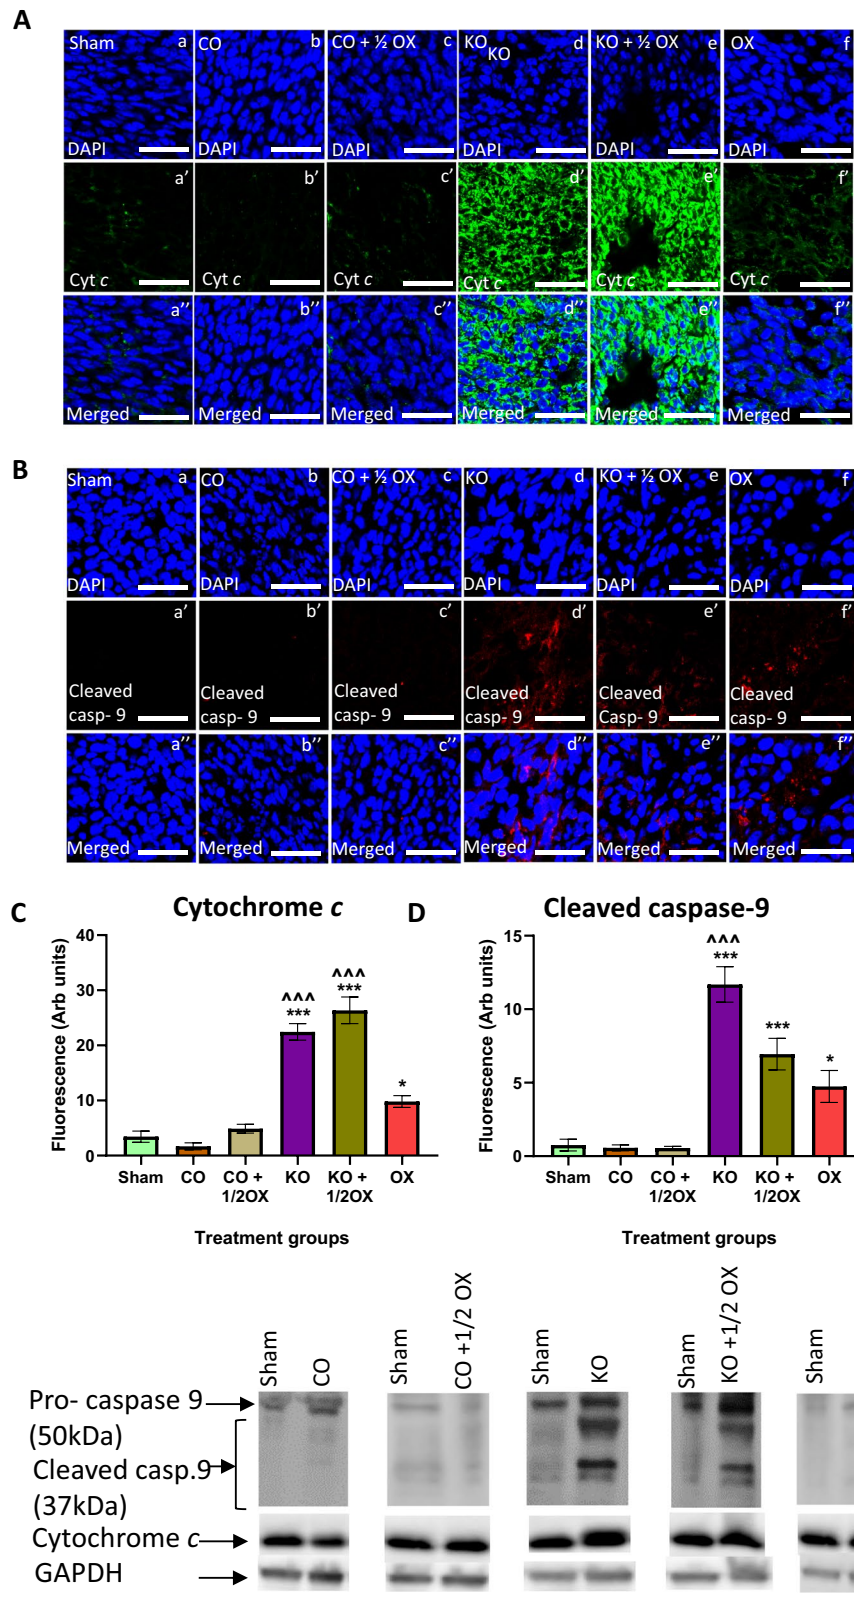 A
Sham a CO b CO + ½ OX c KO d KO + ½ OX e OX f
KO
DAPI DAPI DAPI DAPI DAPI DAPI
a’ b’ c’ d’ e’ f’
Cyt c Cyt c Cyt c Cyt c Cyt c Cyt c
a’’ b’’ c’’ d’’ e’’ f’’
Merged Merged Merged Merged Merged Merged
B
Sham a CO b CO + ½ OX c KO d KO + ½ OX e OX f
DAPI DAPI DAPI DAPI DAPI DAPI
a’ b’ c’ d’ e’ f’
Cleaved Cleaved Cleaved Cleaved Cleaved Cleaved
casp- 9 casp- 9 casp- 9 casp- 9 Casp- 9 casp- 9
a’’ b’’ c’’ d’’ e’’ f’’
Merged Merged Merged Merged Merged Merged
C
Cytochrome c
Fluorescence (Arb units)
40
30
20
10
0
^^^
***
^^^
***
*
Sham CO CO + KO KO + OX
1/2OX 1/2OX
Treatment groups
D
Cleaved caspase-9
Fluorescence (Arb units)
15
10
5
0
^^^
***
***
*
Sham CO CO + KO KO + OX
1/2OX 1/2OX
Treatment groups
Sham CO Sham CO +1/2 OX Sham KO Sham KO +1/2 OX Sham
Pro- caspase 9
(50kDa)
Cleaved casp.9
(37kDa)
Cytochrome c
GAPDH